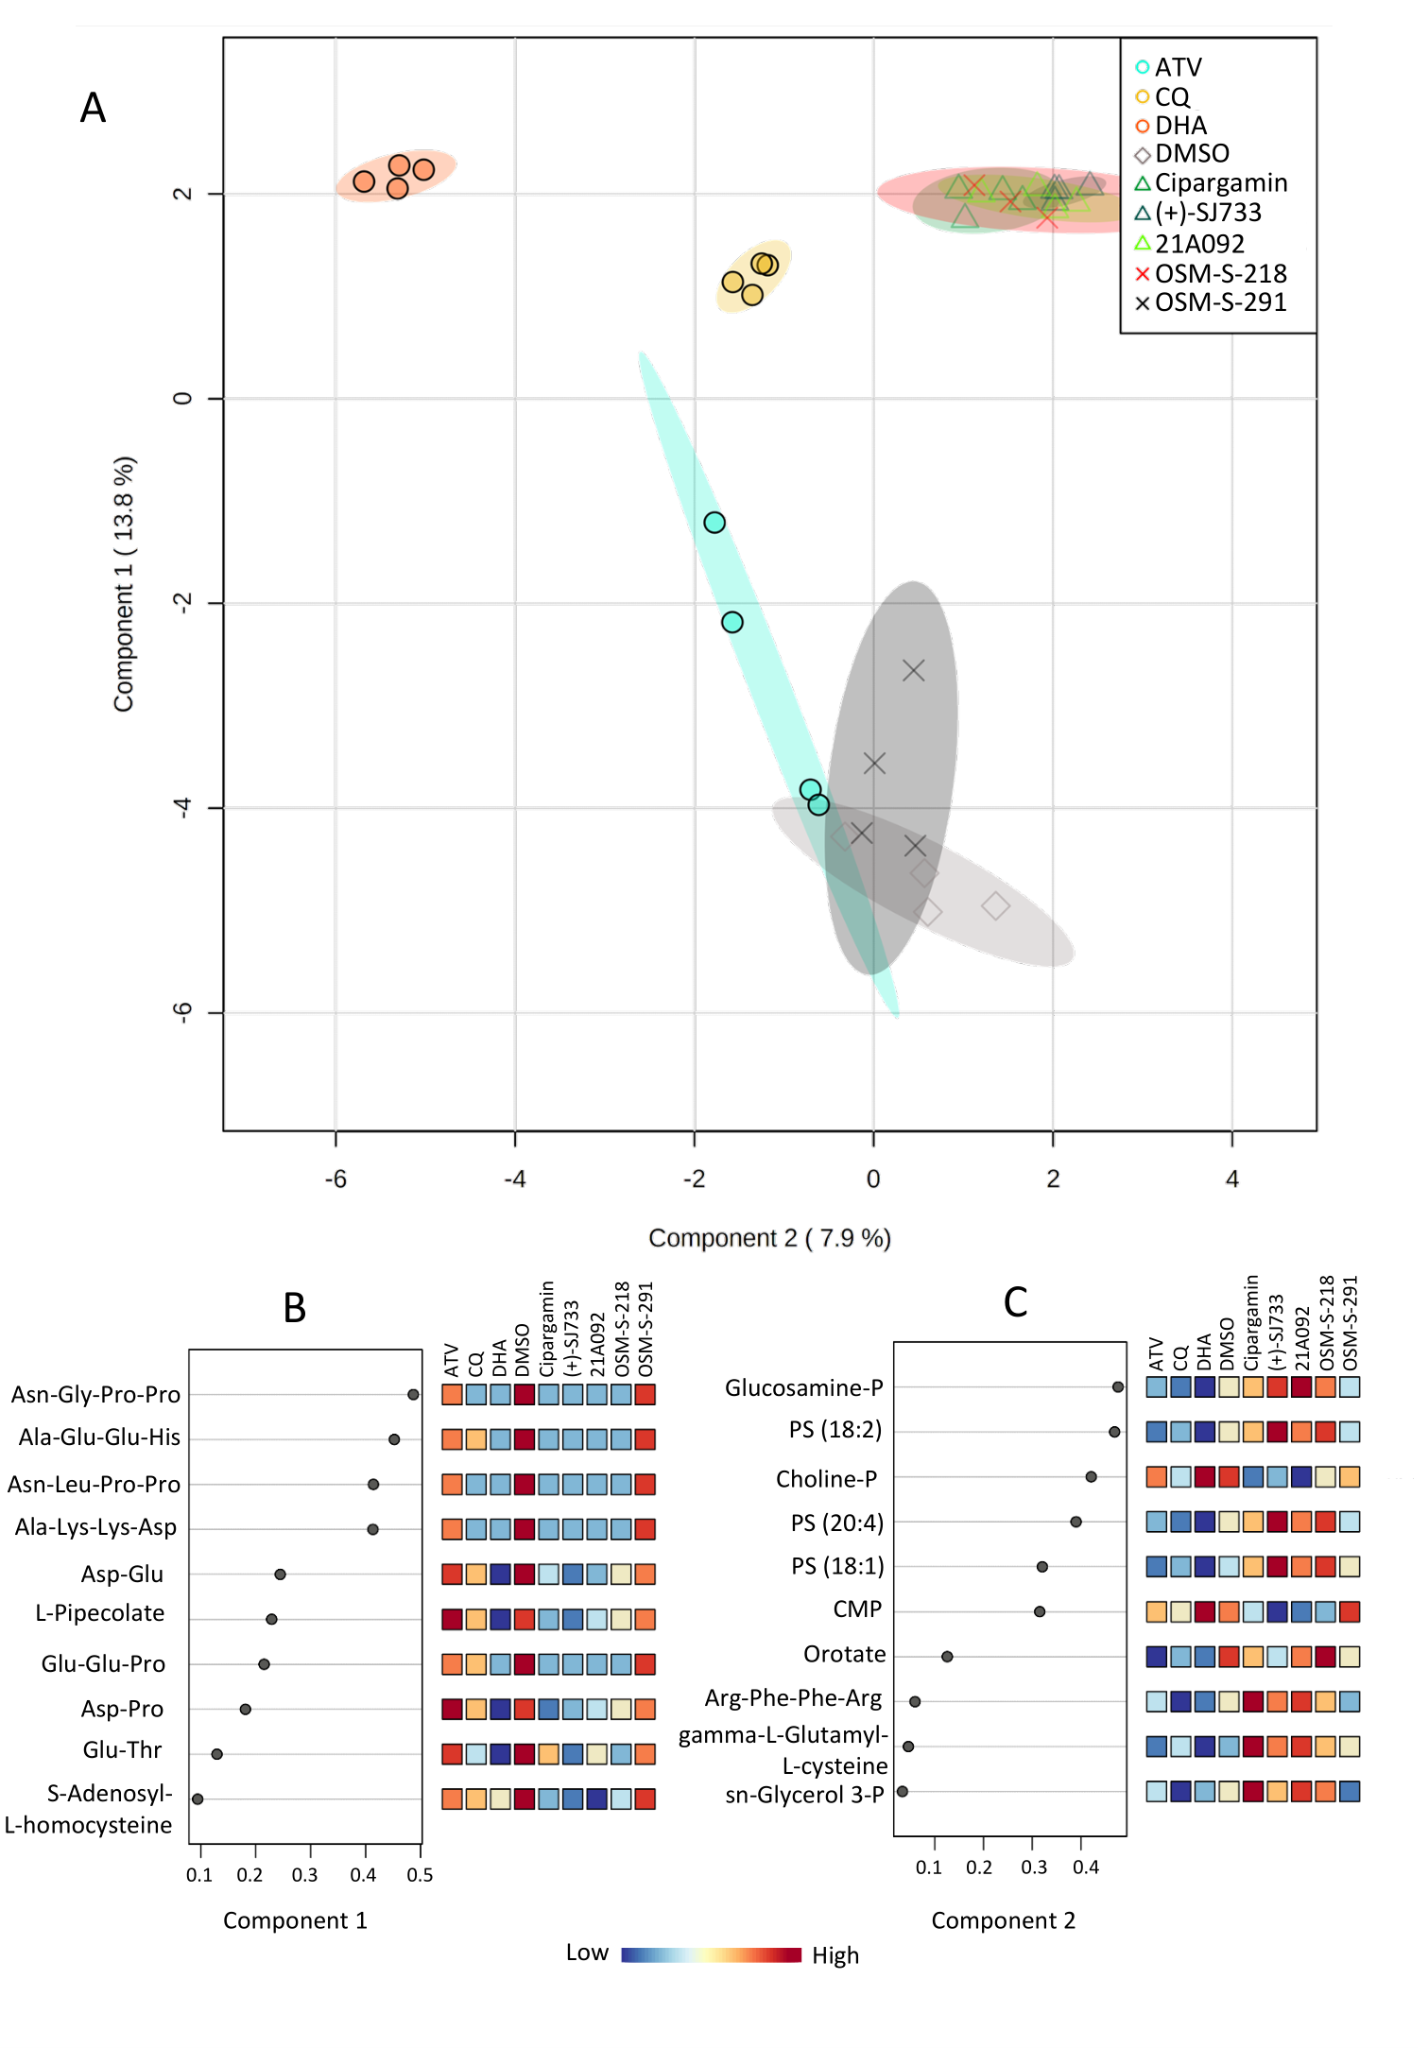 A
ATV
CQ
DHA
DMSO
Cipargamin
(+)-SJ733
21A092
OSM-S-218
OSM-S-291
Component 1 ( 13.8 %)
2
0
-2
-4
-6
-6
-4
-2
0
2
4
Component 2 ( 7.9 %)
B
ATV
CQ
DHA
DMSO
Cipargamin
(+)-SJ733
21A092
OSM-S-218
OSM-S-291
Asn-Gly-Pro-Pro
Ala-Glu-Glu-His
Asn-Leu-Pro-Pro
Ala-Lys-Lys-Asp
Asp-Glu
L-Pipecolate
Glu-Glu-Pro
Asp-Pro
Glu-Thr
S-Adenosyl-
L-homocysteine
0.1 0.2 0.3 0.4 0.5
Component 1
C
ATV
CQ
DHA
DMSO
Cipargamin
(+)-SJ733
21A092
OSM-S-218
OSM-S-291
Glucosamine-P
PS (18:2)
Choline-P
PS (20:4)
PS (18:1)
CMP
Orotate
Arg-Phe-Phe-Arg
gamma-L-Glutamyl-
L-cysteine
sn-Glycerol 3-P
0.1 0.2 0.3 0.4
Component 2
Low High